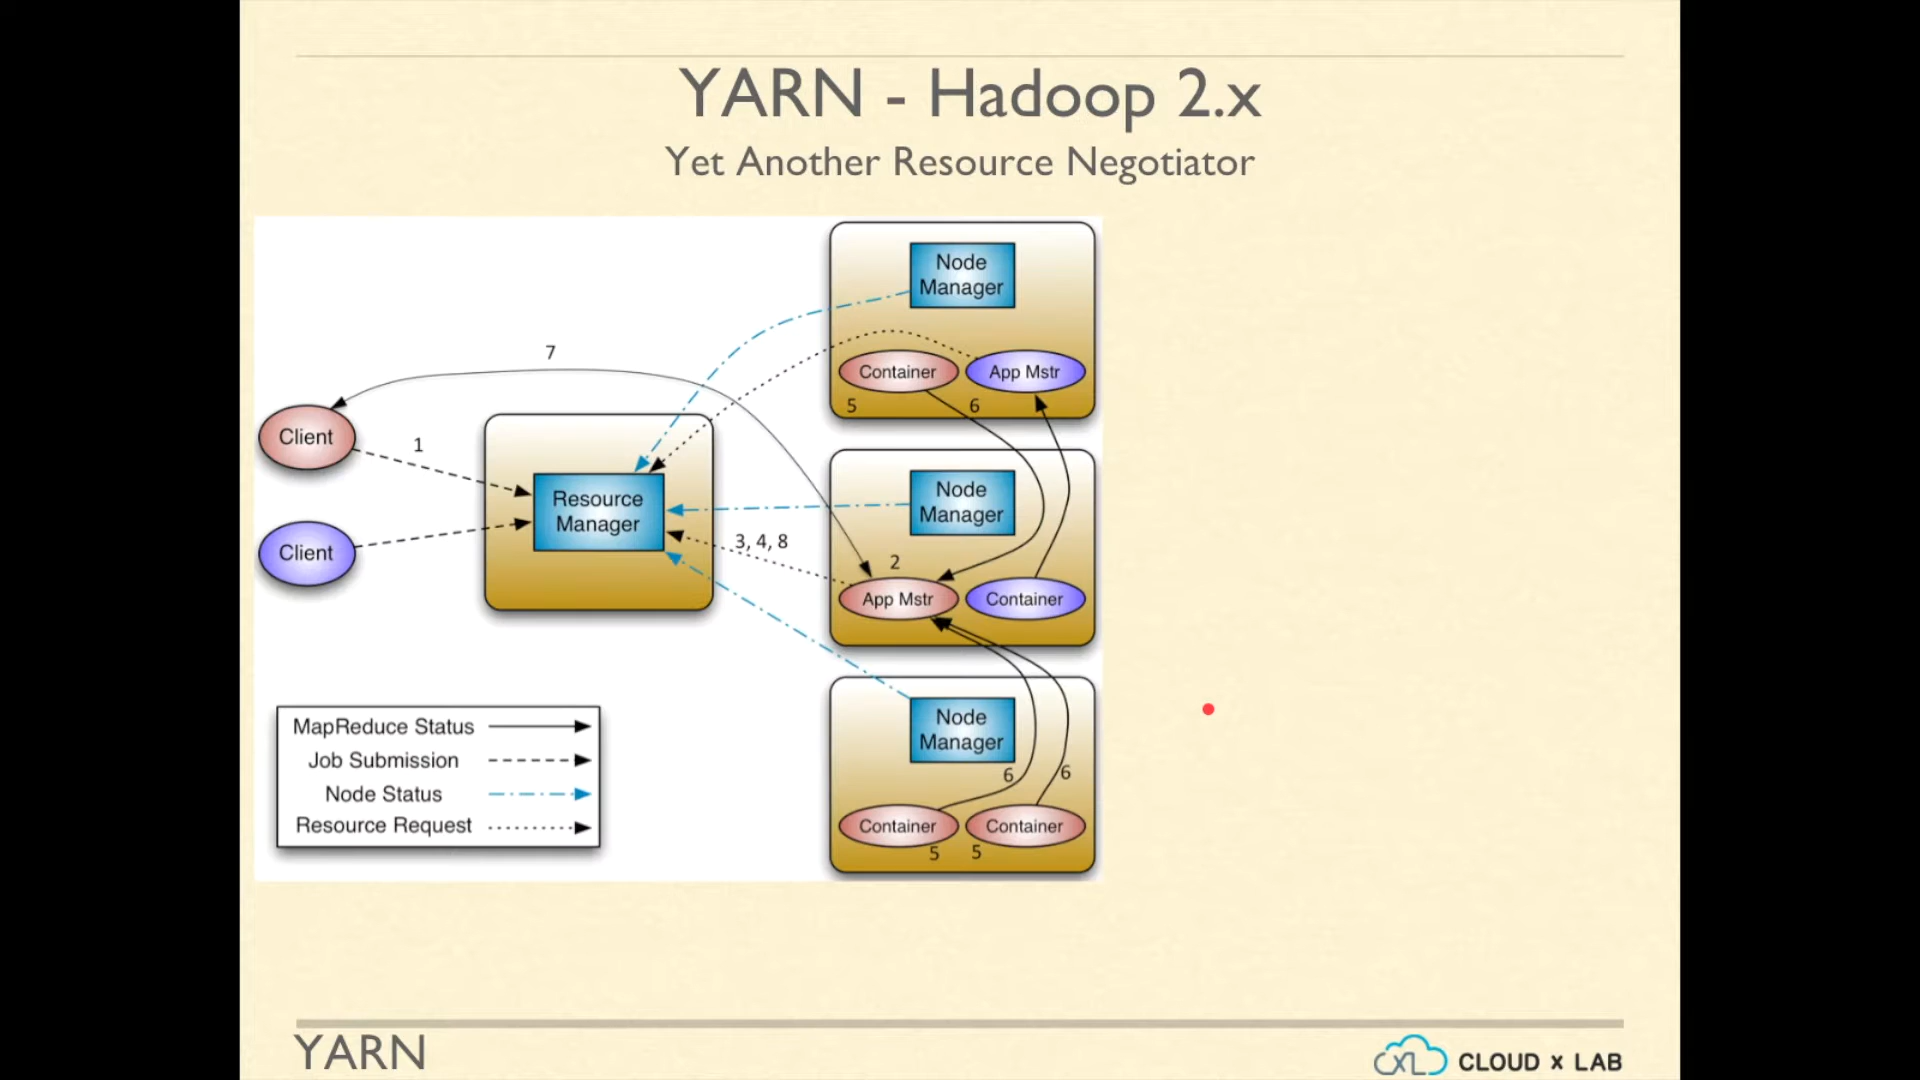 YARN - Hadoop 2.x
Yet Another Resource Negotiator
Node
Manager
7
Container
App Mstr
5
6
Client
1
Resource
Manager
Node
Manager
Client
3, 4, 8
2
App Mstr
Container
Node
Manager
6
6
Container
Container
5
5
MapReduce Status
Job Submission
Node Status
Resource Request
YARN
CXL CLOUD x LAB